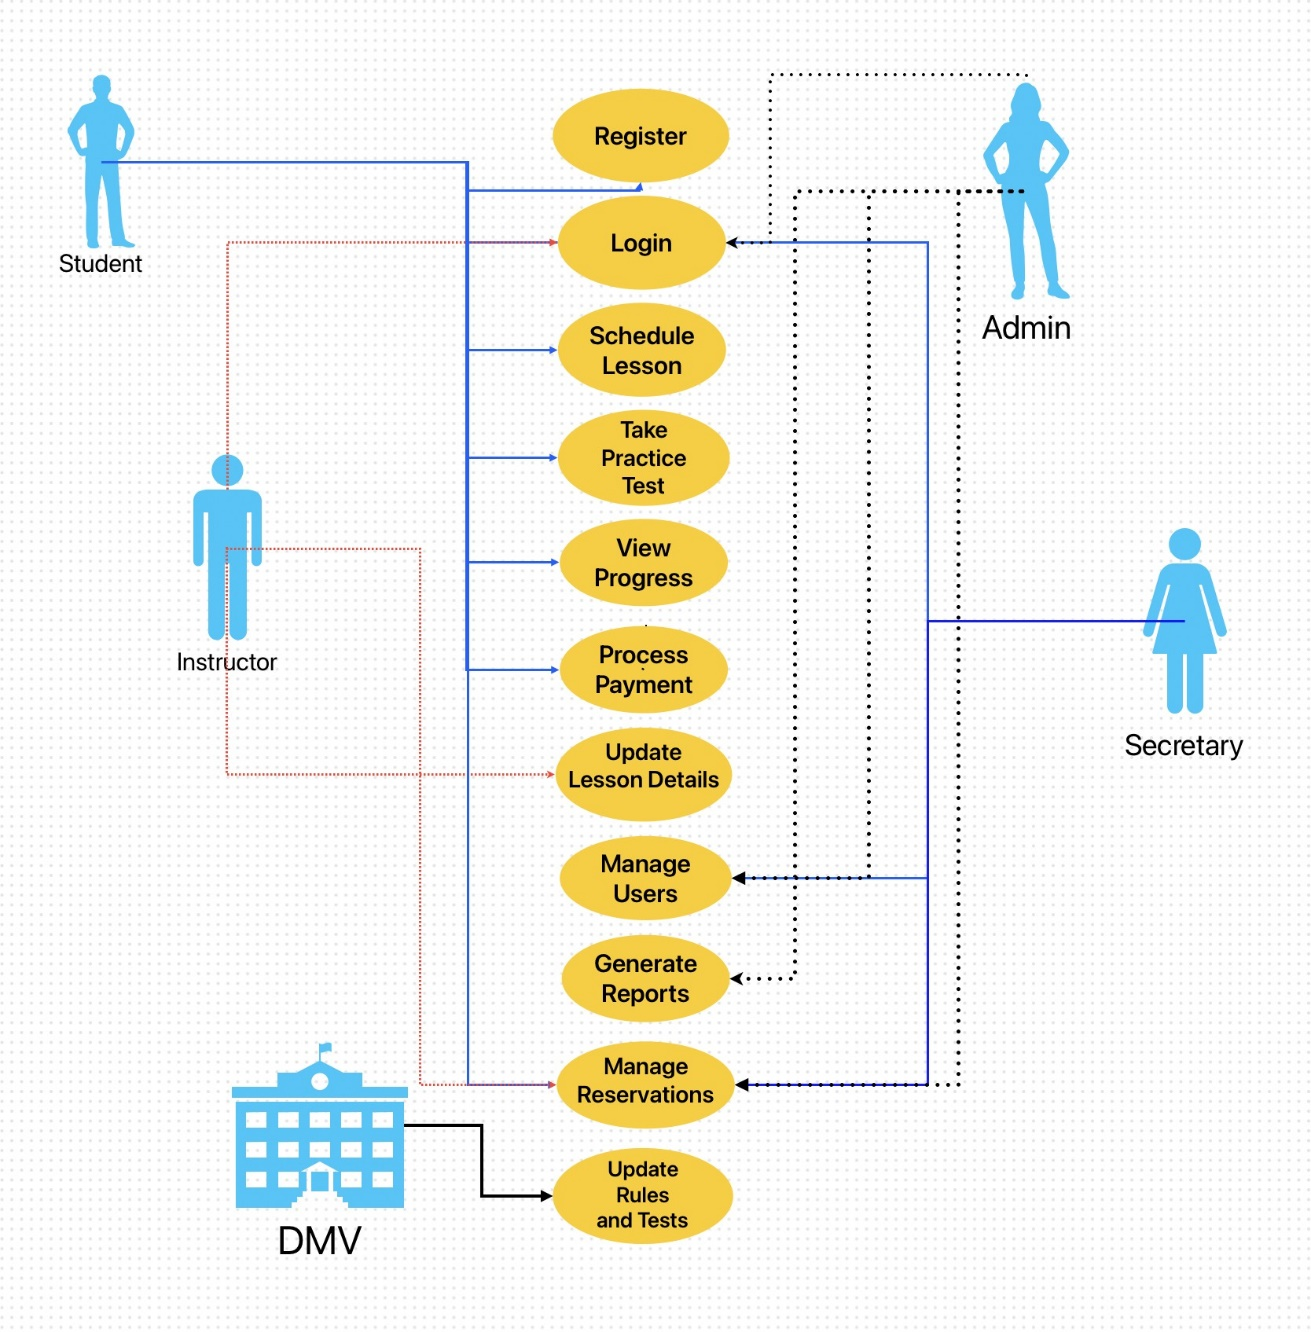 Student
Register
Login
Schedule
Lesson
Take
Practice
Test
View
Progress
Process
Payment
Update
Lesson Details
Manage
Users
Generate
Reports
Manage
Reservations
Update
Rules
and Tests
Admin
Instructor
Secretary
DMV